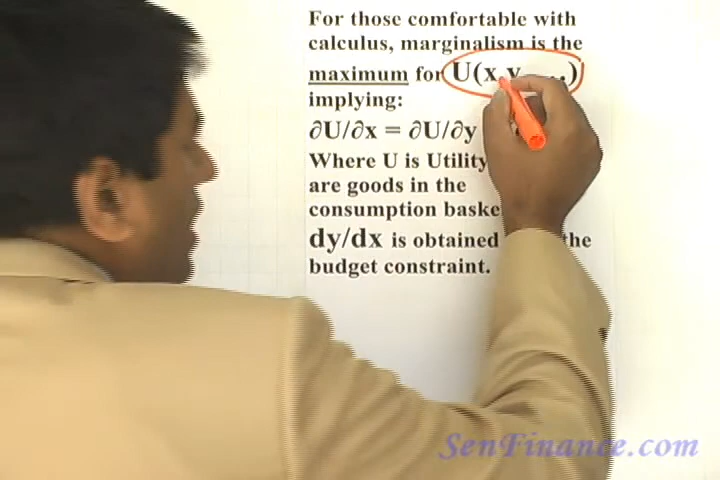 For those comfortable with
calculus, marginalism is the
maximum for U(x,y, ...)
implying:
∂U/∂x = ∂U/∂y
Where U is Utility
are goods in the
consumption
dy/dx is obtained the
budget constraint.
SenFinance.com